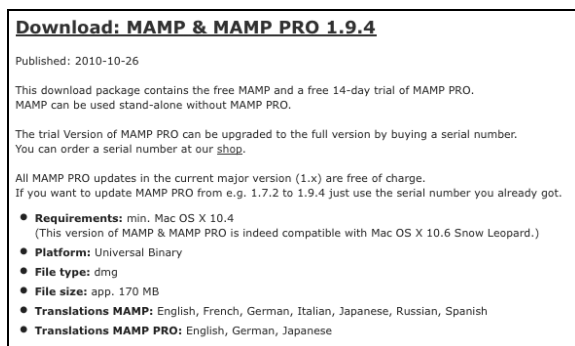 Download: MAMP & MAMP PRO 1.9.4
Published: 2010-10-26
This download package contains the free MAMP and a free 14-day trial of MAMP PRO.
MAMP can be used stand-alone without MAMP PRO.
The trial Version of MAMP PRO can be upgraded to the full version by buying a serial number.
You can order a serial number at our shop.
All MAMP PRO updates in the current major version (1.x) are free of charge.
If you want to update MAMP PRO from e.g. 1.7.2 to 1.9.4 just use the serial number you already got.
● Requirements: min. Mac OS X 10.4
(This version of MAMP & MAMP PRO is indeed compatible with Mac OS X 10.6 Snow Leopard.)
● Platform: Universal Binary
● File type: dmg
● File size: app. 170 MB
● Translations MAMP: English, French, German, Italian, Japanese, Russian, Spanish
● Translations MAMP PRO: English, German, Japanese